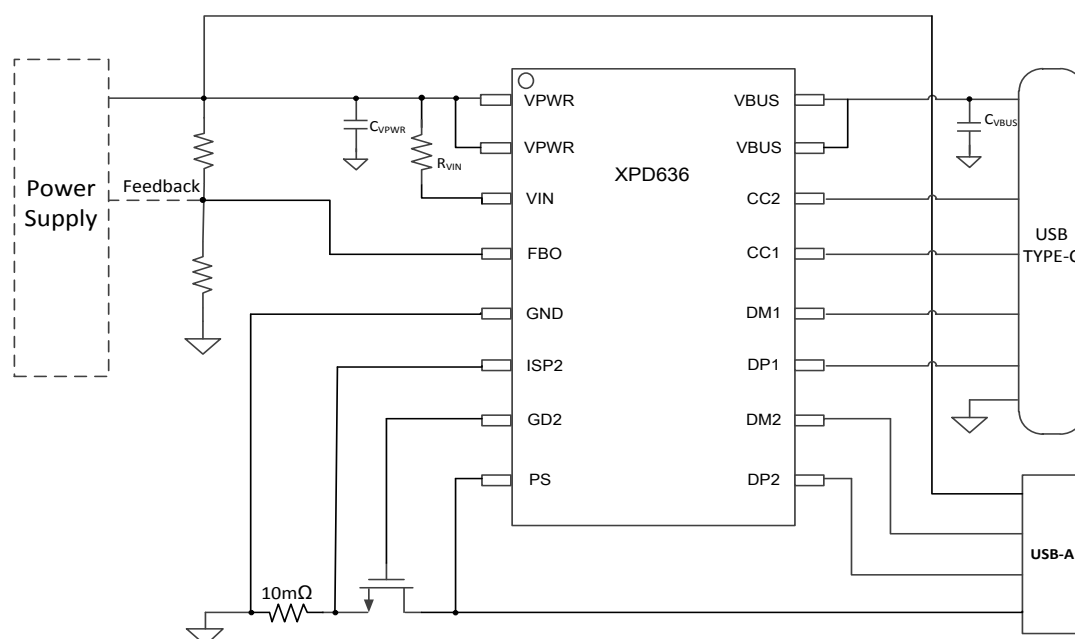 Power
Supply
Feedback
CVPWR
RVIN
XPD636
VPWR
VPWR
VIN
FBO
GND
ISP2
GD2
PS
VBUS
VBUS
CC2
CC1
DM1
DP1
DM2
DP2
CVBUS
USB
TYPE-C
USB-A
10mΩ